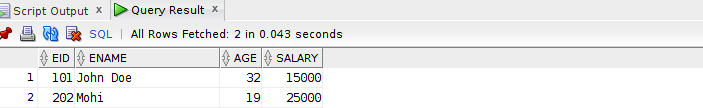 Script Output × Query Result ×
SQL | All Rows Fetched: 2 in 0.043 seconds
EID ENAME AGE SALARY
1 101 John Doe 32 15000
2 202 Mohi 19 25000